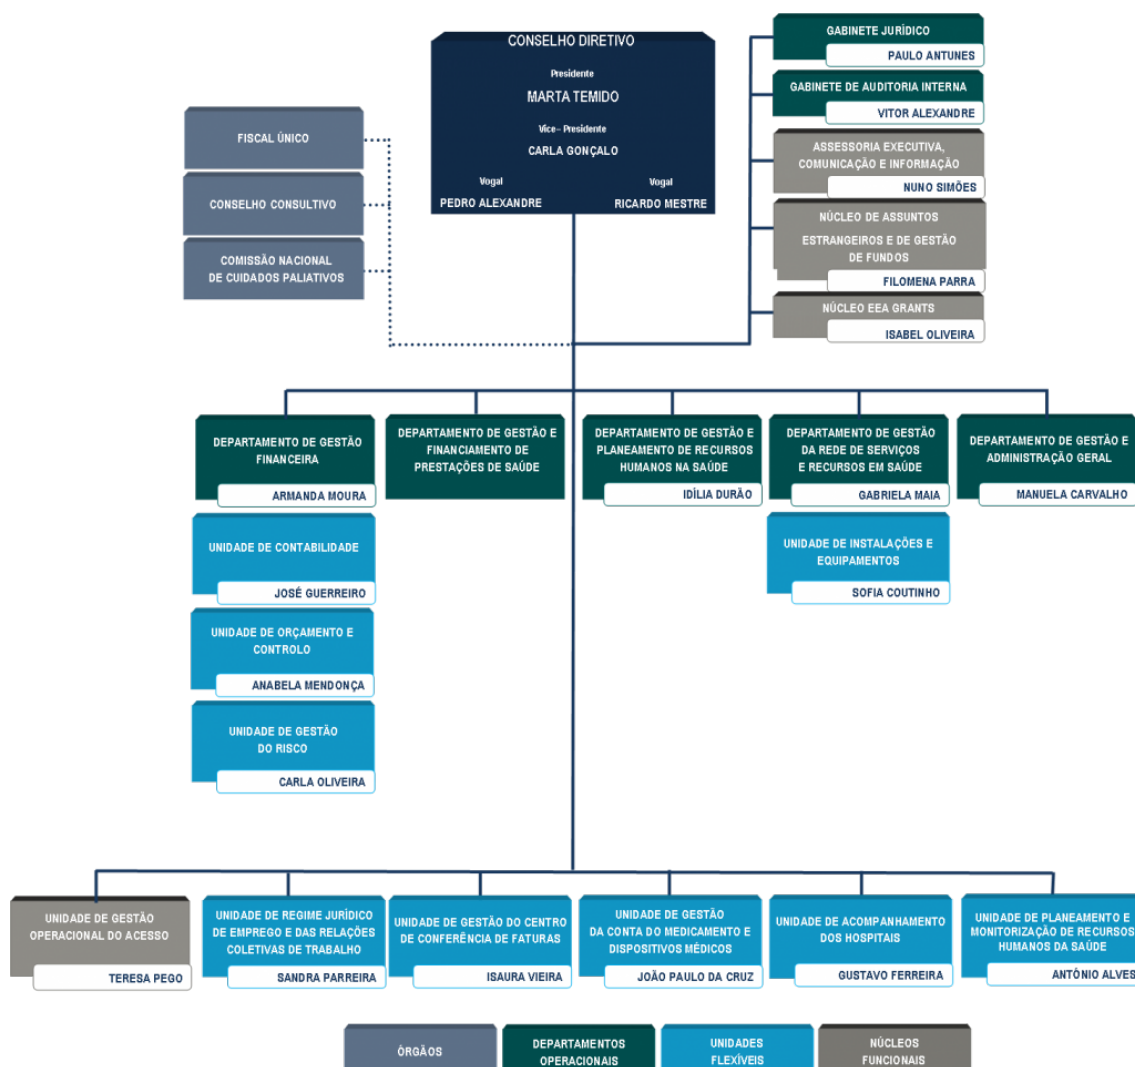 CONSELHO DIRETIVO
Presidente
MARTA TEMIDO
Vice– Presidente
CARLA GONÇALO
Vogal
PEDRO ALEXANDRE
Vogal
RICARDO MESTRE
FISCAL ÚNICO
CONSELHO CONSULTIVO
COMISSÃO NACIONAL
DE CUIDADOS PALIATIVOS
GABINETE JURÍDICO
PAULO ANTUNES
GABINETE DE AUDITORIA INTERNA
VITOR ALEXANDRE
ASSESSORIA EXECUTIVA,
COMUNICAÇÃO E INFORMAÇÃO
NUNO SIMÕES
NÚCLEO DE ASSUNTOS
ESTRANGEIROS E DE GESTÃO
DE FUNDOS
FILOMENA PARRA
NÚCLEO EEA GRANTS
ISABEL OLIVEIRA
DEPARTAMENTO DE GESTÃO
FINANCEIRA
ARMANDA MOURA
DEPARTAMENTO DE GESTÃO E
FINANCIAMENTO DE
PRESTAÇÕES DE SAÚDE
DEPARTAMENTO DE GESTÃO E
PLANEAMENTO DE RECURSOS
HUMANOS NA SAÚDE
IDÍLIA DURÃO
DEPARTAMENTO DE GESTÃO
DA REDE DE SERVIÇOS
E RECURSOS EM SAÚDE
GABRIELA MAIA
DEPARTAMENTO DE GESTÃO E
ADMINISTRAÇÃO GERAL
MANUELA CARVALHO
UNIDADE DE CONTABILIDADE
JOSÉ GUERREIRO
UNIDADE DE INSTALAÇÕES E
EQUIPAMENTOS
SOFIA COUTINHO
UNIDADE DE ORÇAMENTO E
CONTROLO
ANABELA MENDONÇA
UNIDADE DE GESTÃO
DO RISCO
CARLA OLIVEIRA
UNIDADE DE GESTÃO
OPERACIONAL DO ACESSO
TERESA PEGO
UNIDADE DE REGIME JURÍDICO
DE EMPREGO E DAS RELAÇÕES
COLETIVAS DE TRABALHO
SANDRA PARREIRA
UNIDADE DE GESTÃO DO CENTRO
DE CONFERÊNCIA DE FATURAS
ISAURA VIEIRA
UNIDADE DE GESTÃO
DA CONTA DO MEDICAMENTO E
DISPOSITIVOS MÉDICOS
JOÃO PAULO DA CRUZ
UNIDADE DE ACOMPANHAMENTO
DOS HOSPITAIS
GUSTAVO FERREIRA
UNIDADE DE PLANEAMENTO E
MONITORIZAÇÃO DE RECURSOS
HUMANOS DA SAÚDE
ANTÓNIO ALVES
ÓRGÃOS
DEPARTAMENTOS
OPERACIONAIS
UNIDADES
FLEXÍVEIS
NÚCLEOS
FUNCIONAIS